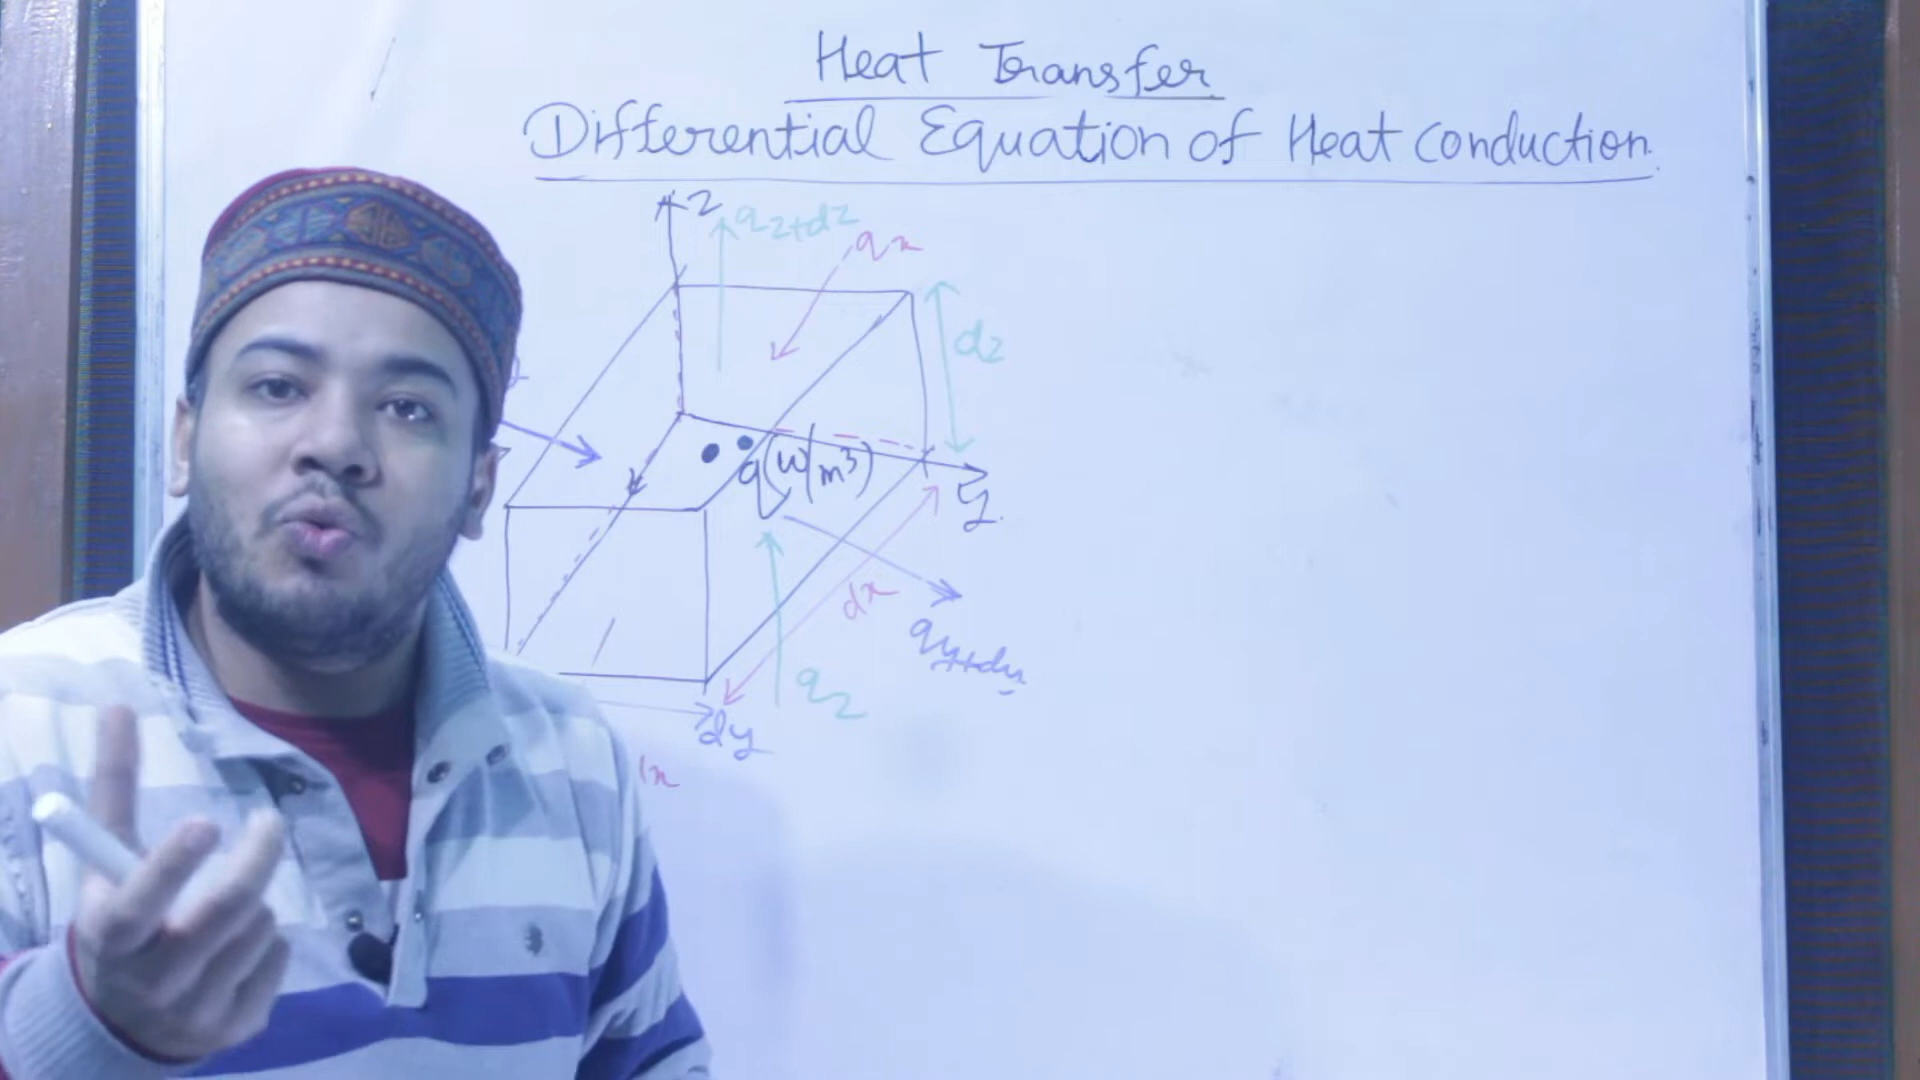 Heat Transfer
Differential Equation of Heat conduction.
z
qz+dz
qx
dz
q(W/m³)
y
dx
qy+dy
qz
dy